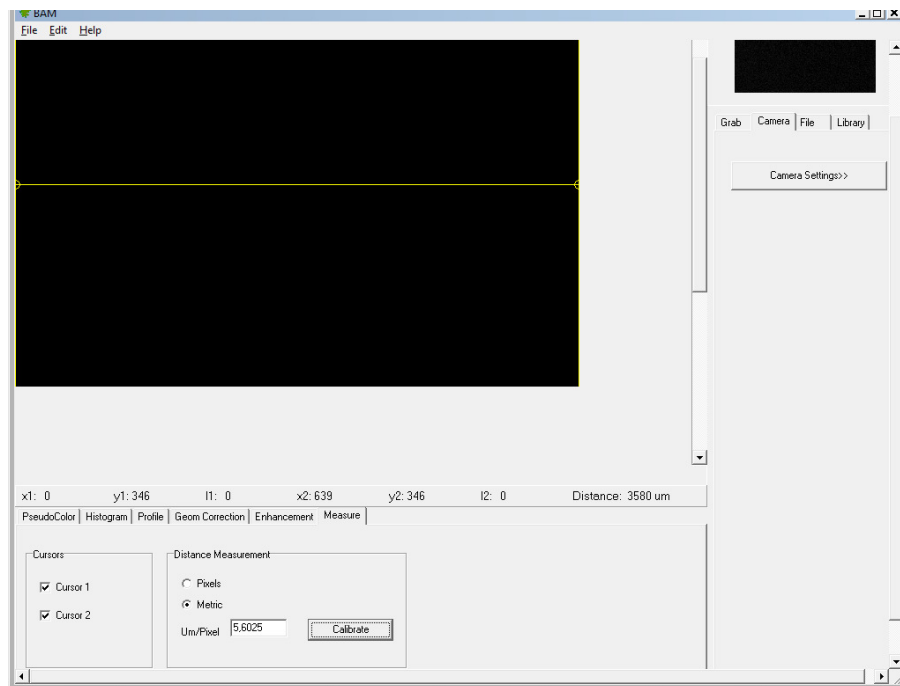 BAM
File Edit Help
Grab Camera File Library
Camera Settings>>
x1: 0 y1: 346 I1: 0 x2: 639 y2: 346 I2: 0 Distance: 3580 um
PseudoColor Histogram Profile Geom Correction Enhancement Measure
Cursors
Cursor 1
Cursor 2
Distance Measurement
Pixels
Metric
Um/Pixel 5,6025 Calibrate